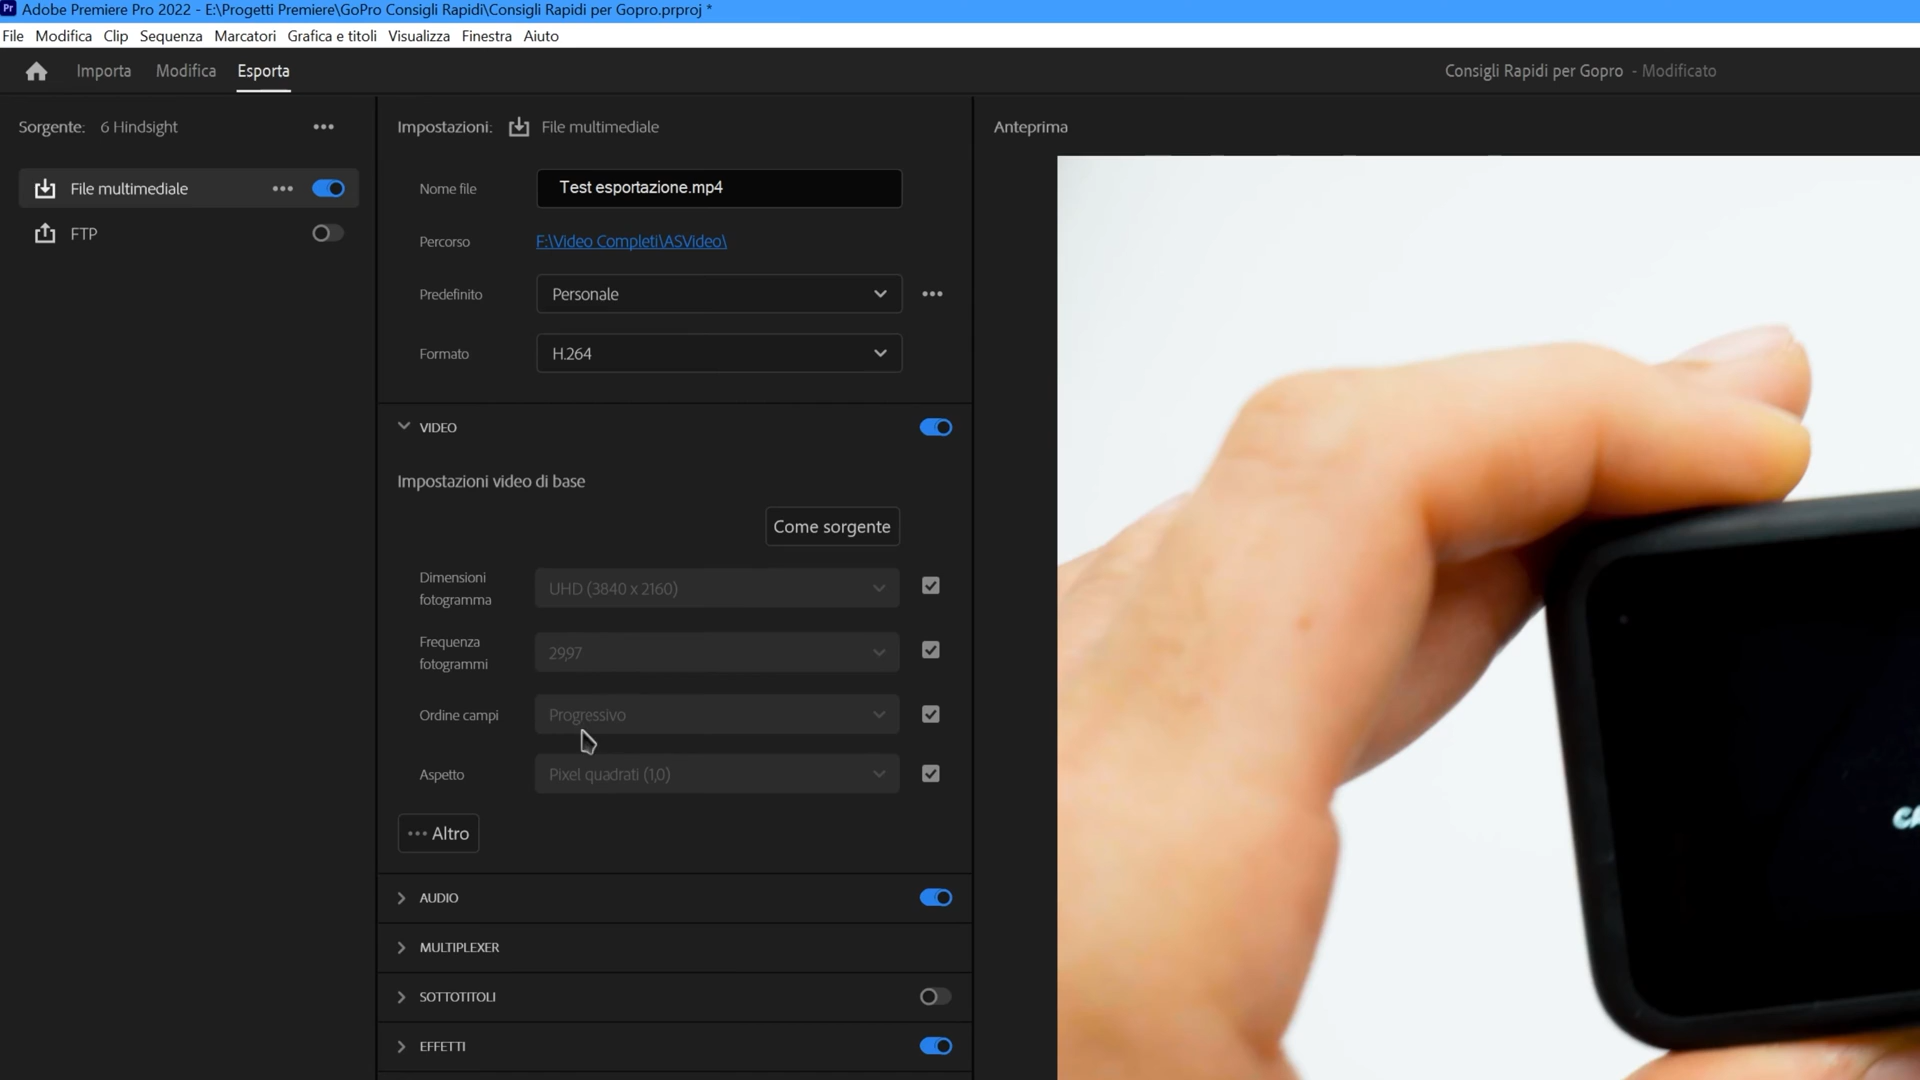 Adobe Premiere Pro 2022 - E:\Progetti Premiere\GoPro Consigli Rapidi\Consigli Rapidi per Gopro.prproj *
File Modifica Clip Sequenza Marcatori Grafica e titoli Visualizza Finestra Aiuto
Importa Modifica Esporta
Consigli Rapidi per Gopro - Modificato
Sorgente: 6 Hindsight
File multimediale
FTP
Impostazioni: File multimediale
Nome file Test esportazione.mp4
Percorso F:\Video Completi\ASVideo\
Predefinito Personale
Formato H.264
VIDEO
Impostazioni video di base
Come sorgente
Dimensioni
fotogramma
UHD (3840 x 2160)
Frequenza
fotogrammi
29,97
Ordine campi Progressivo
Aspetto Pixel quadrati (1,0)
Altro
AUDIO
MULTIPLEXER
SOTTOTITOLI
EFFETTI
Anteprima